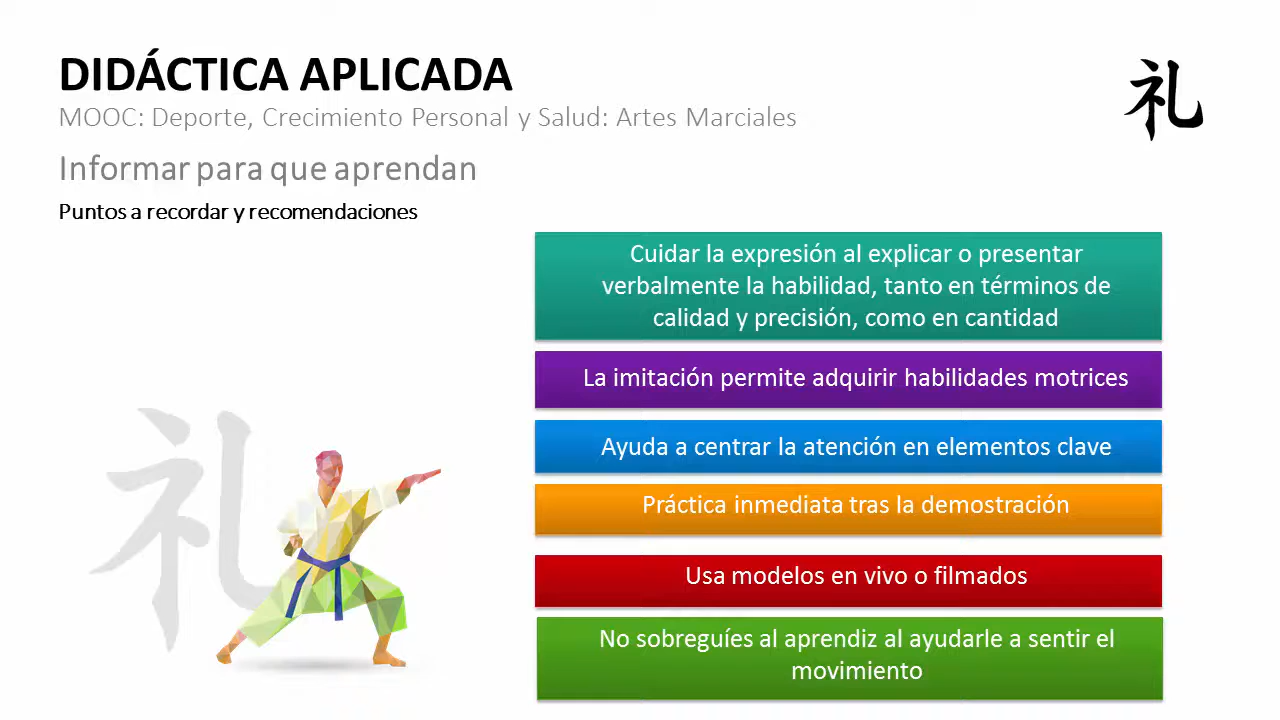 DIDÁCTICA APLICADA
礼
MOOC: Deporte, Crecimiento Personal y Salud: Artes Marciales
Informar para que aprendan
Puntos a recordar y recomendaciones
Cuidar la expresión al explicar o presentar
verbalmente la habilidad, tanto en términos de
calidad y precisión, como en cantidad
La imitación permite adquirir habilidades motrices
Ayuda a centrar la atención en elementos clave
Práctica inmediata tras la demostración
Usa modelos en vivo o filmados
No sobreguíes al aprendiz al ayudarle a sentir el
movimiento
礼